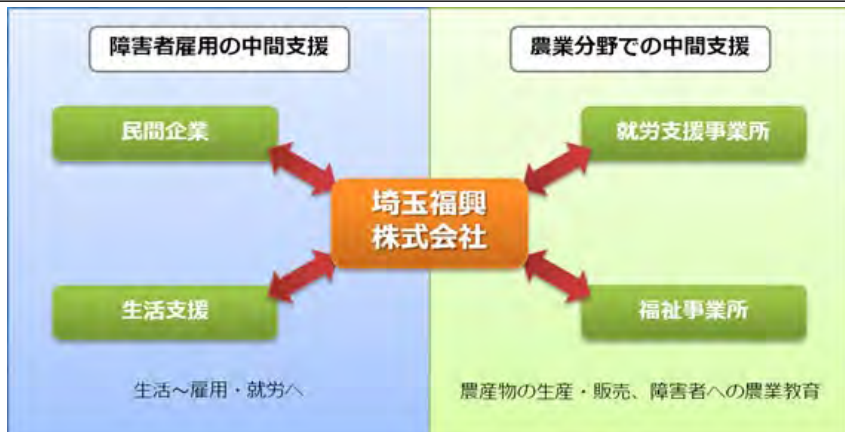 障害者雇用の中間支援
農業分野での中間支援
民間企業
就労支援事業所
埼玉福興
株式会社
生活支援
福祉事業所
生活～雇用・就労へ
農産物の生産・販売、障害者への農業教育